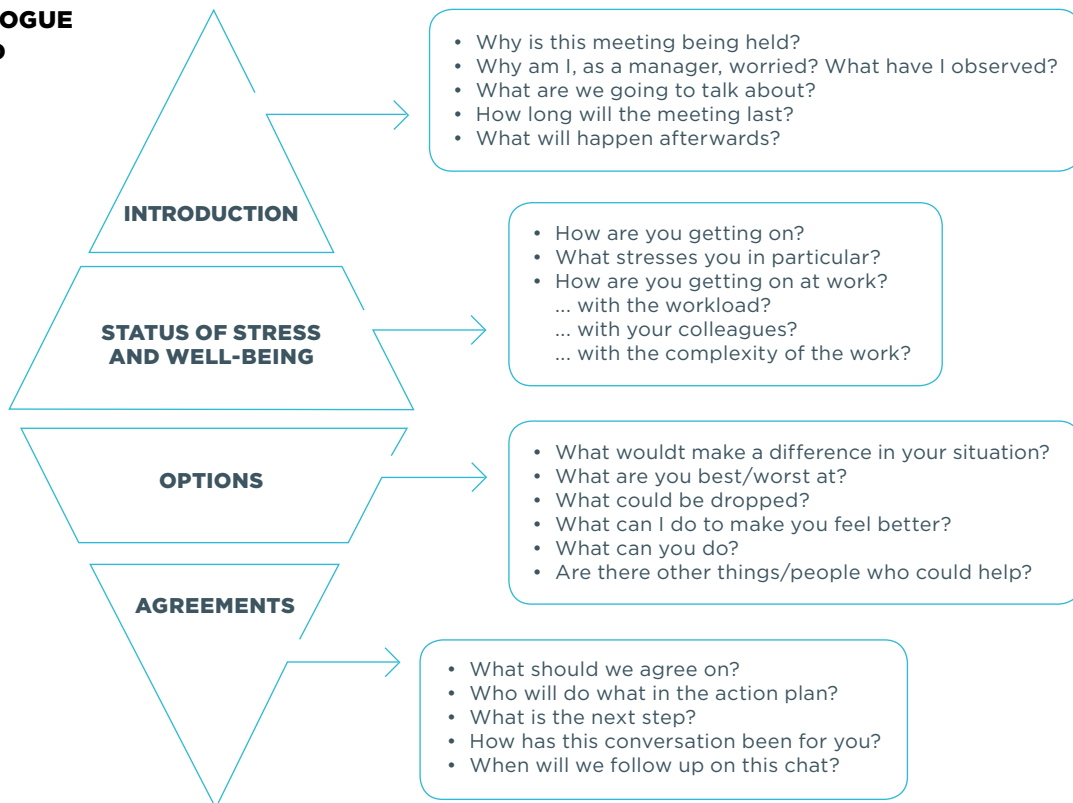 • Why is this meeting being held?
• Why am I, as a manager, worried? What have I observed?
• What are we going to talk about?
• How long will the meeting last?
• What will happen afterwards?
INTRODUCTION
• How are you getting on?
• What stresses you in particular?
• How are you getting on at work?
... with the workload?
... with your colleagues?
... with the complexity of the work?
STATUS OF STRESS
AND WELL-BEING
• What wouldt make a difference in your situation?
• What are you best/worst at?
• What could be dropped?
• What can I do to make you feel better?
• What can you do?
• Are there other things/people who could help?
OPTIONS
AGREEMENTS
• What should we agree on?
• Who will do what in the action plan?
• What is the next step?
• How has this conversation been for you?
• When will we follow up on this chat?